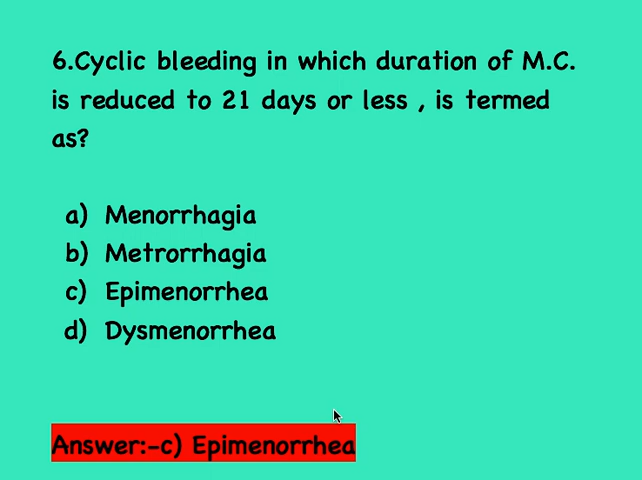 6.Cyclic bleeding in which duration of M.C.
is reduced to 21 days or less , is termed
as?
a) Menorrhagia
b) Metrorrhagia
c) Epimenorrhea
d) Dysmenorrhea
Answer:-c) Epimenorrhea